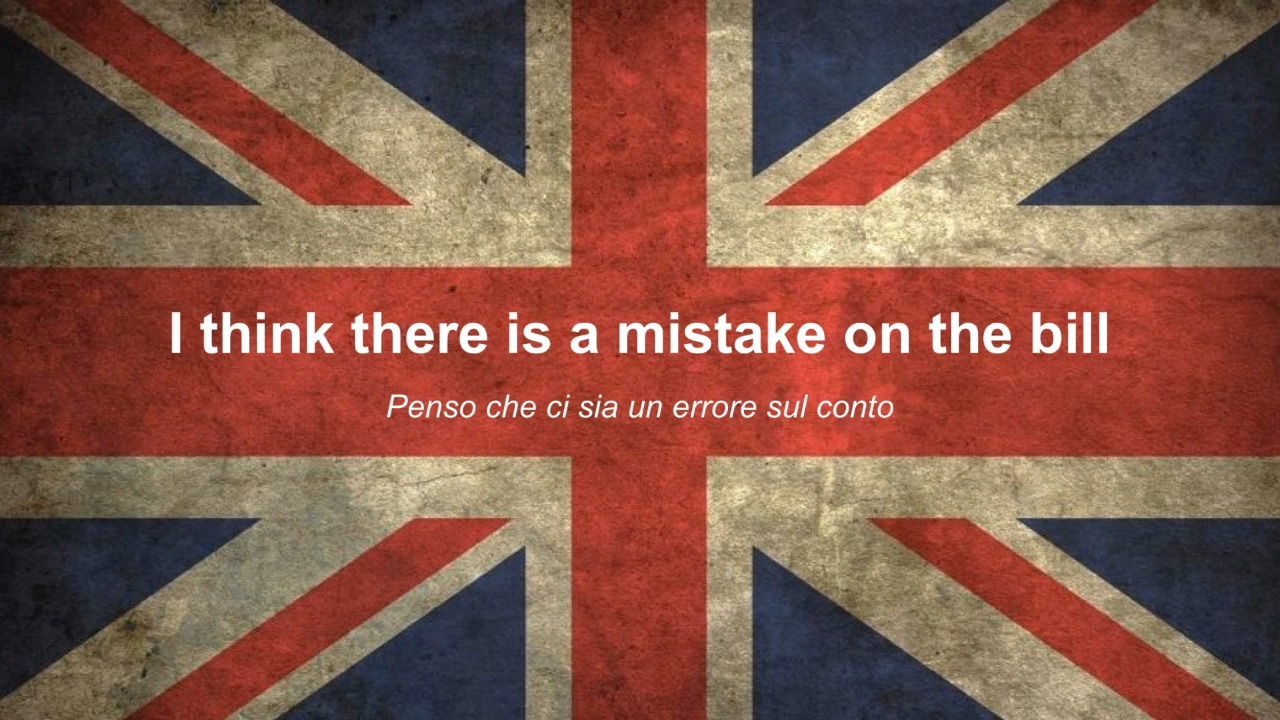 I think there is a mistake on the bill
Penso che ci sia un errore sul conto